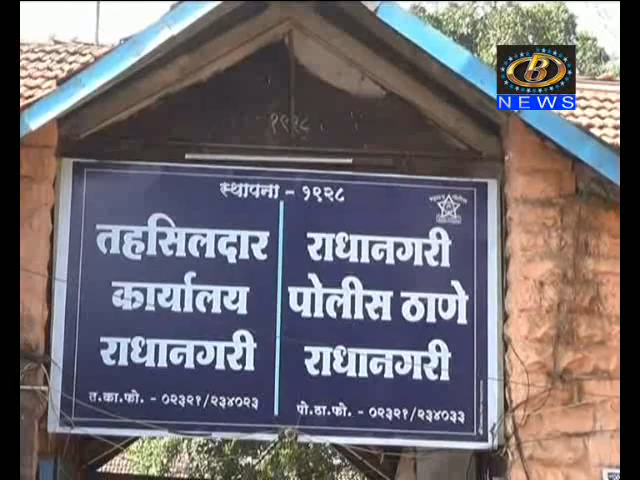 B
NEWS
१९२८
स्थापना - १९२८
तहसिलदार
कार्यालय
राधानगरी
त.का.फो. - ०२३२१/२३४०२३
राधानगरी
पोलीस ठाणे
राधानगरी
पो.ठा.फो. - ०२३२१/२३४०३३